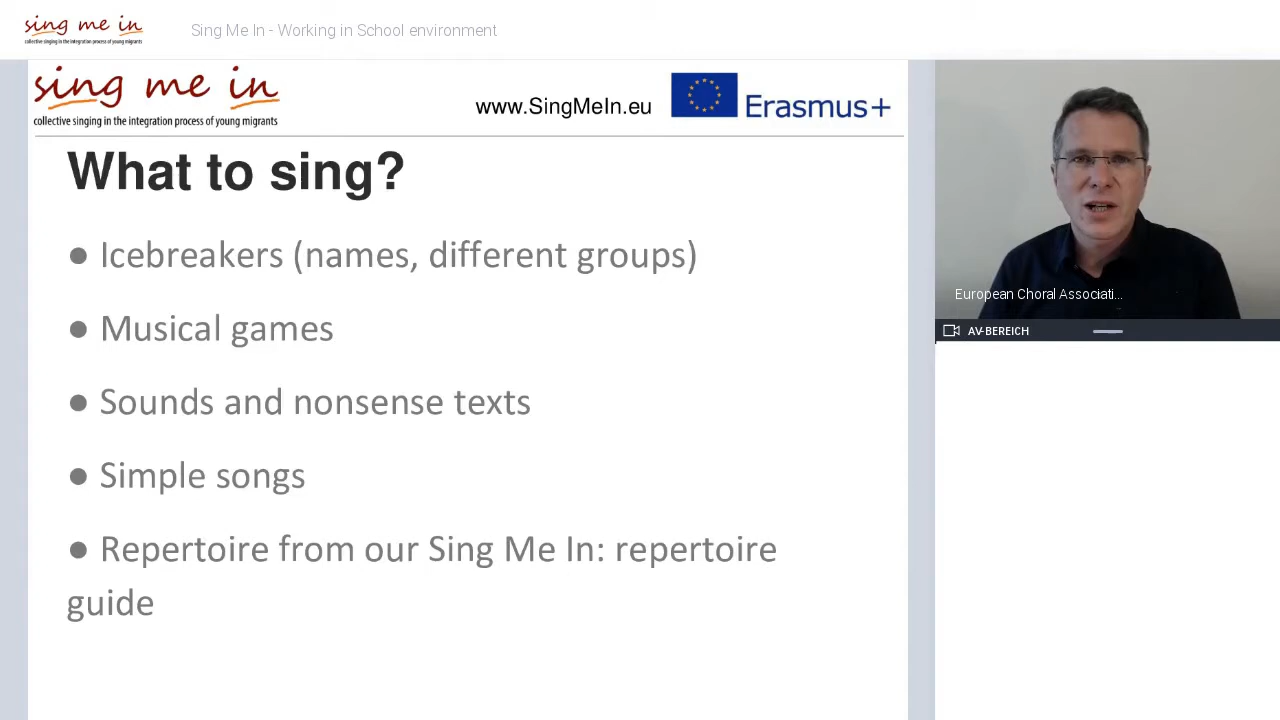 sing me in
collective singing in the integration process of young migrants
Sing Me In - Working in School environment
sing me in
collective singing in the integration process of young migrants
www.SingMeIn.eu
Erasmus+
What to sing?
● Icebreakers (names, different groups)
● Musical games
● Sounds and nonsense texts
● Simple songs
● Repertoire from our Sing Me In: repertoire
guide
European Choral Associati...
AV-BEREICH